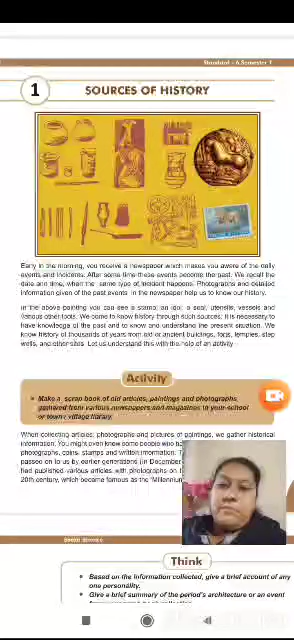 Standard - 6 Semester 1
1
SOURCES OF HISTORY
Early in the morning, you receive a newspaper which makes you aware of the daily
events and incidents. After some time these events become the past. We recall the
date and time, when the same type of incident happens. Photographs and detailed
information given of the past events in the newspaper help us to know our history.
In the above painting you can see a stamp, an idol, a seal, utensils, vessels and
various other tools. We come to know history through such sources. It is necessary to
have knowledge of the past and to know and understand the present situation. We
know history of thousands of years from old or ancient buildings, forts, temples, step
wells, and other sites. Let us understand this with the help of an activity
Activity
Make a scrap book of old articles, paintings and photographs,
gathered from various newspapers and magazines in your school
or town/ village library.
When collecting articles, photographs and pictures of paintings, we gather historical
information. You might even know some people who
photographs, coins, stamps and written information.
passed on to us by earlier generations (in December
had published various articles with photographs on
20th century, which became famous as the 'Millennium
Social Science
Think
Based on the information collected, give a brief account of any
one personality.
Give a brief summary of the period's architecture or an event